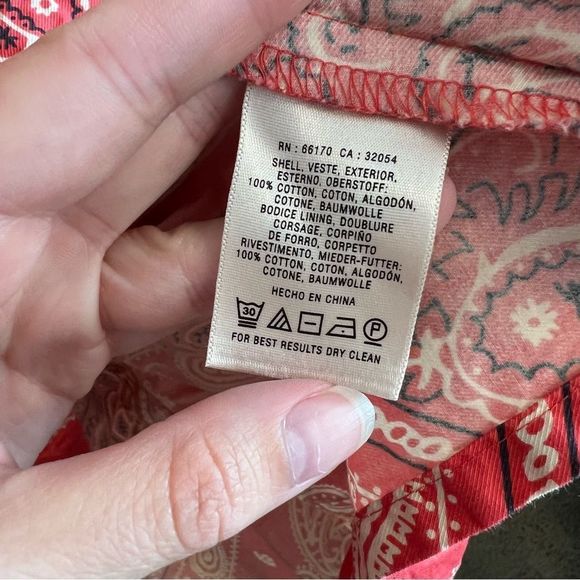 RN : 66170 CA : 32054
SHELL, VESTE, EXTERIOR,
ESTERNO, OBERSTOFF:
100% COTTON, COTON, ALGODÓN,
COTONE, BAUMWOLLE
BODICE LINING, DOUBLURE
CORSAGE, CORPIÑO
DE FORRO, CORPETTO
RIVESTIMENTO, MIEDER-FUTTER:
100% COTTON, COTON, ALGODÓN,
COTONE, BAUMWOLLE
HECHO EN CHINA
30 P
FOR BEST RESULTS DRY CLEAN